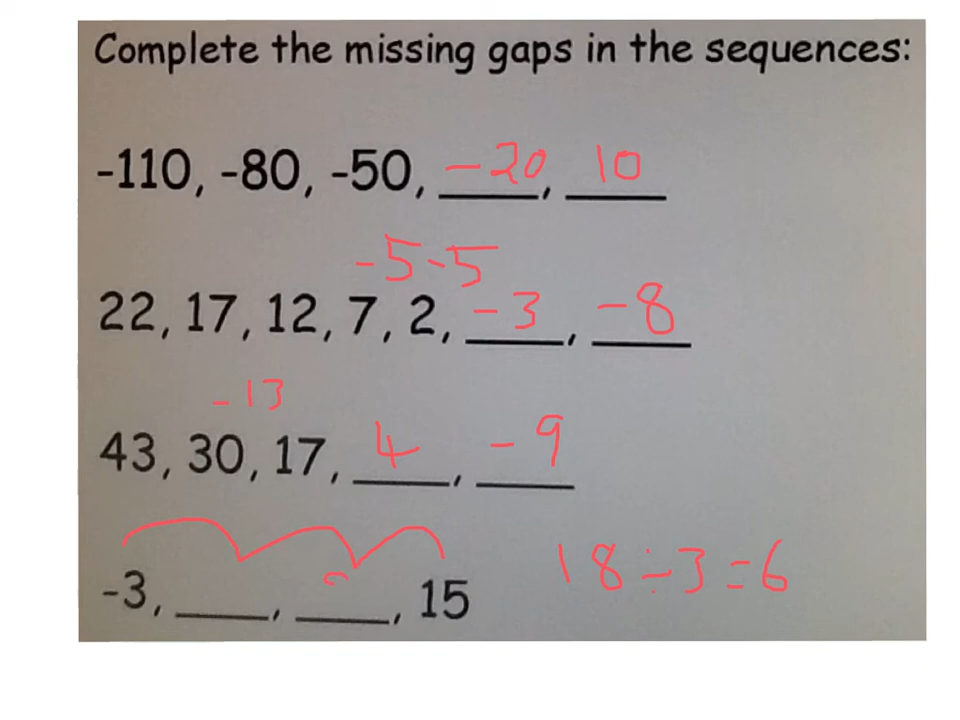 Complete the missing gaps in the sequences:
-110, -80, -50, -20, 10
-5 -5
22, 17, 12, 7, 2, -3, -8
-13
43, 30, 17, 4, -9
-3, ____, ____, 15 18÷3=6